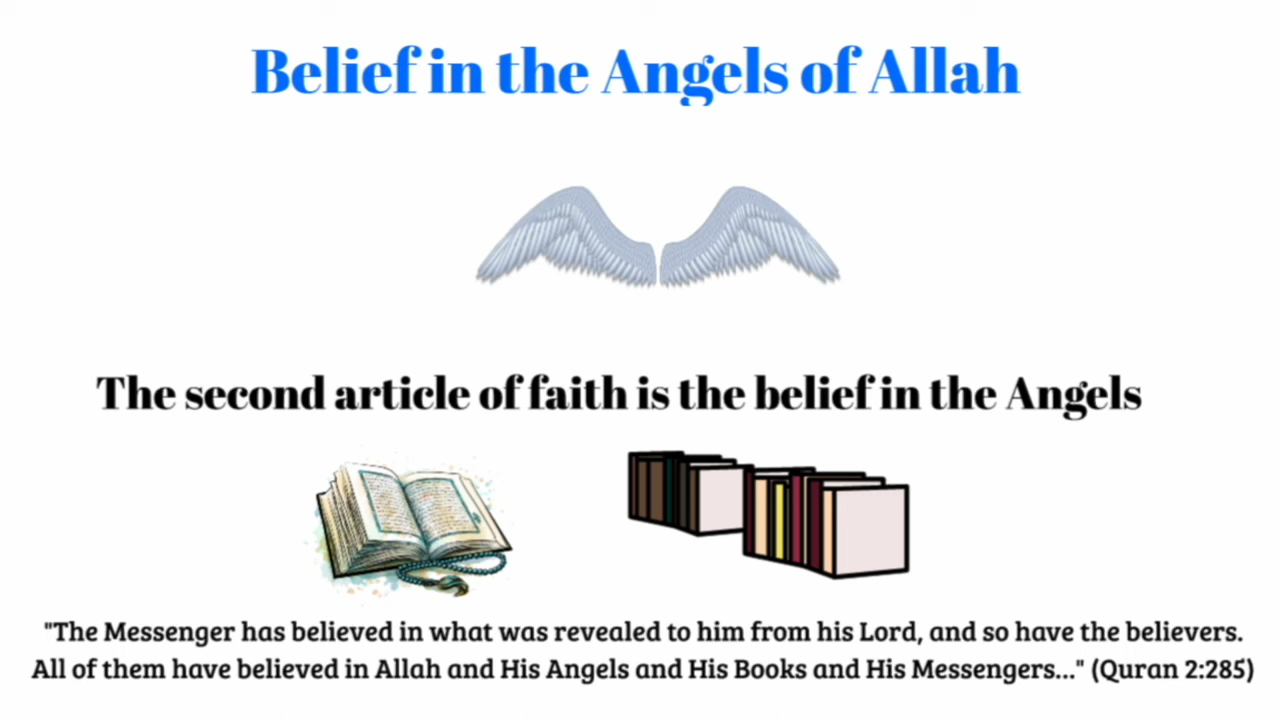 Belief in the Angels of Allah
The second article of faith is the belief in the Angels
"The Messenger has believed in what was revealed to him from his Lord, and so have the believers.
All of them have believed in Allah and His Angels and His Books and His Messengers..." (Quran 2:285)